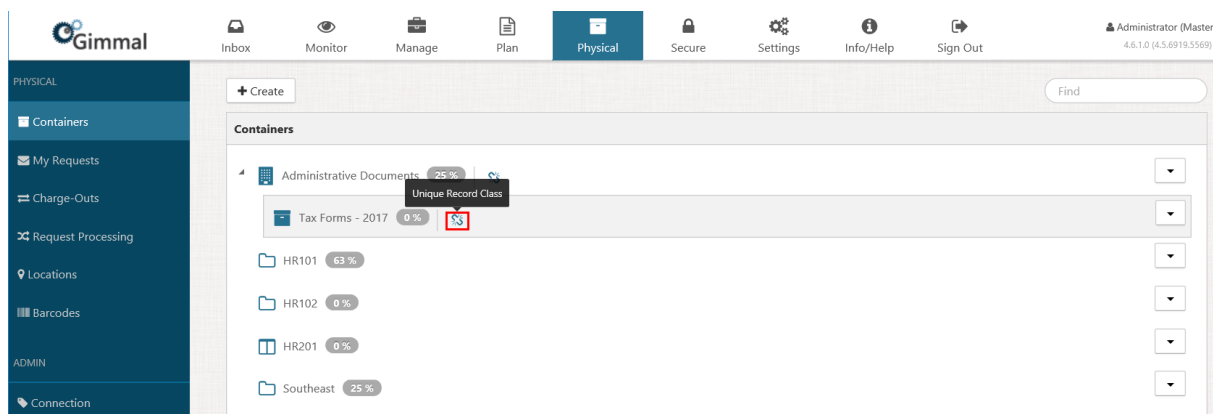 Gimmal
Inbox
Monitor
Manage
Plan
Physical
Secure
Settings
Info/Help
Sign Out
Administrator (Master
4.6.1.0 (4.5.6919.5569)
PHYSICAL
Containers
My Requests
Charge-Outs
Request Processing
Locations
Barcodes
ADMIN
Connection
Create
Find
Containers
Administrative Documents 25 %
Unique Record Class
Tax Forms - 2017 0 %
HR101 63 %
HR102 0 %
HR201 0 %
Southeast 25 %